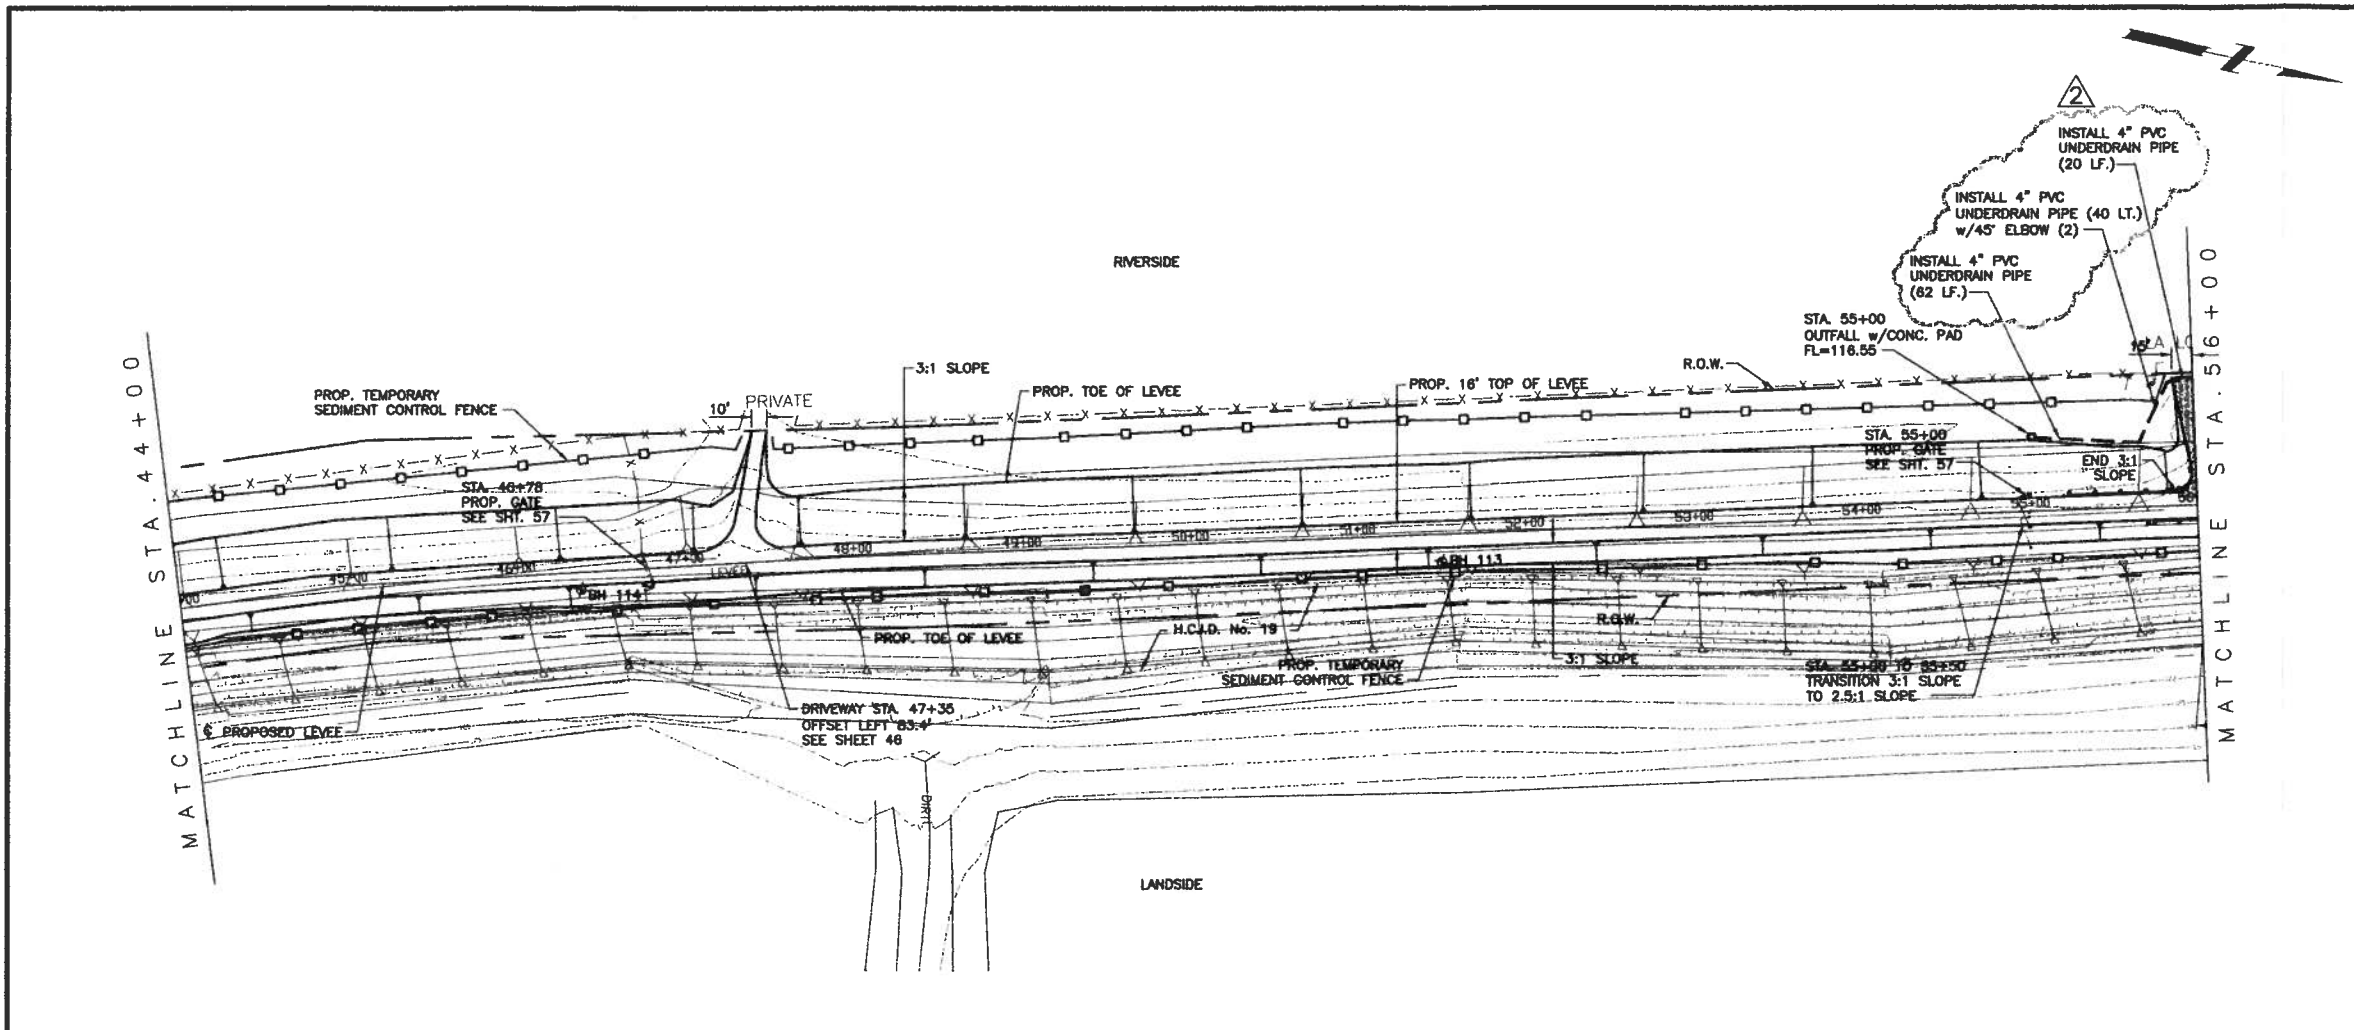 2
INSTALL 4" PVC
UNDERDRAIN PIPE
(20 LF.)
INSTALL 4" PVC
UNDERDRAIN PIPE (40 LT.)
w/45° ELBOW (2)
INSTALL 4" PVC
UNDERDRAIN PIPE
(62 LF.)
RIVERSIDE
STA. 55+00
OUTFALL w/CONC. PAD
FL=116.55
R.O.W.
MATCHLINE STA. 44+00
MATCHLINE STA. 56+00
PROP. TEMPORARY
SEDIMENT CONTROL FENCE
10'
PRIVATE
3:1 SLOPE
PROP. TOE OF LEVEE
PROP. 16' TOP OF LEVEE
STA. 46+78
PROP. GATE
SEE SHT. 57
STA. 55+00
PROP. GATE
SEE SHT. 57
END 3:1
SLOPE
45+00
46+00
47+00
48+00
49+00
50+00
51+00
52+00
53+00
54+00
55+00
LEVEE
BH 114
BH 113
PROP. TOE OF LEVEE
H.C.I.D. No. 19
R.O.W.
PROP. TEMPORARY
SEDIMENT CONTROL FENCE
3:1 SLOPE
STA. 55+00 TO 55+50
TRANSITION 3:1 SLOPE
TO 2.5:1 SLOPE
℄ PROPOSED LEVEE
DRIVEWAY STA. 47+35
OFFSET LEFT 83.4'
SEE SHEET 46
DIRT
LANDSIDE